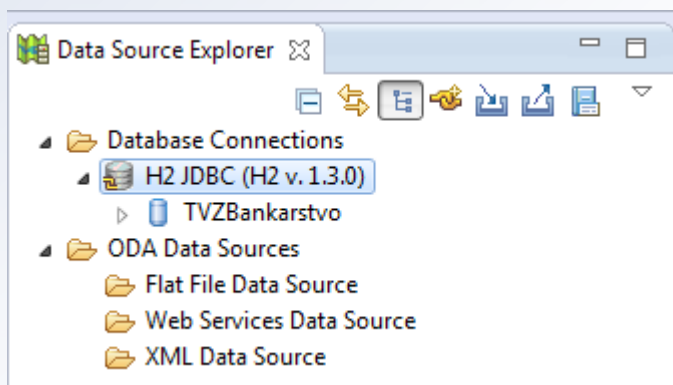 Data Source Explorer
Database Connections
H2 JDBC (H2 v. 1.3.0)
TVZBankarstvo
ODA Data Sources
Flat File Data Source
Web Services Data Source
XML Data Source